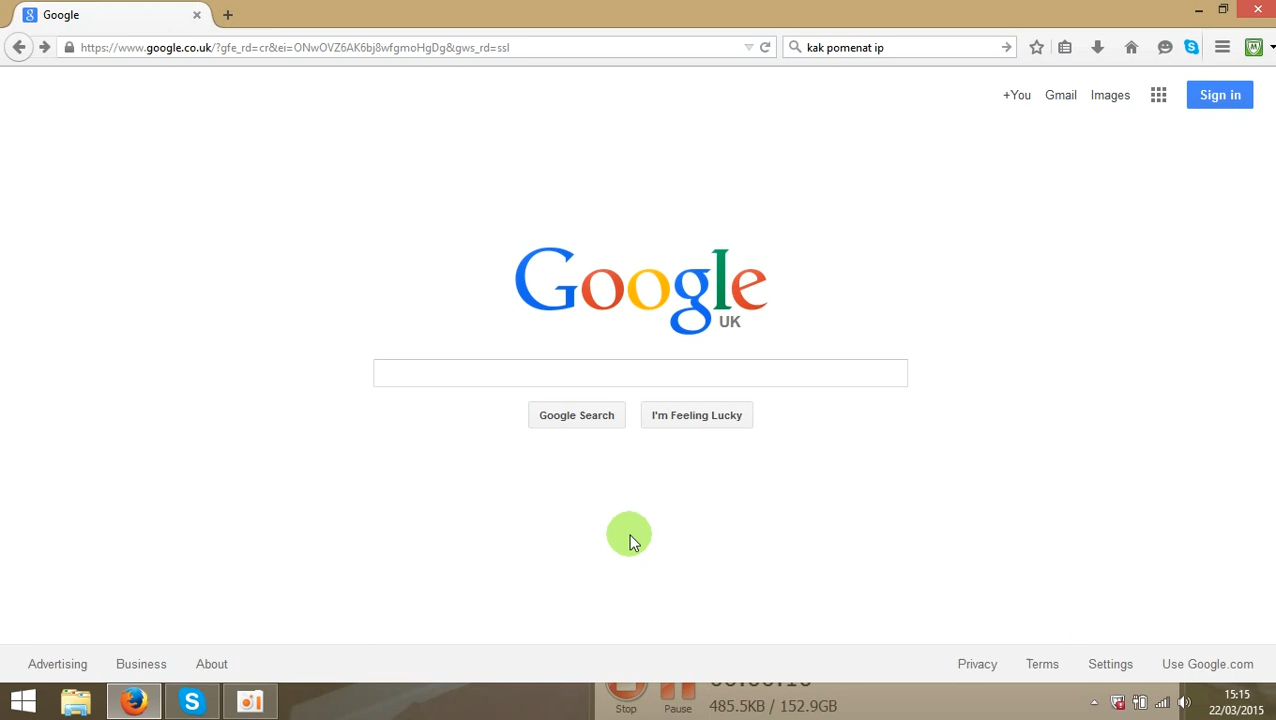 Google
https://www.google.co.uk/?gfe_rd=cr&ei=ONwOVZ6AK6bj8wfgmoHgDg&gws_rd=ssl
kak pomenat ip
+You Gmail Images Sign in
Google
UK
Google Search I'm Feeling Lucky
Advertising Business About Privacy Terms Settings Use Google.com
Stop Pause 485.5KB / 152.9GB
15:15
22/03/2015